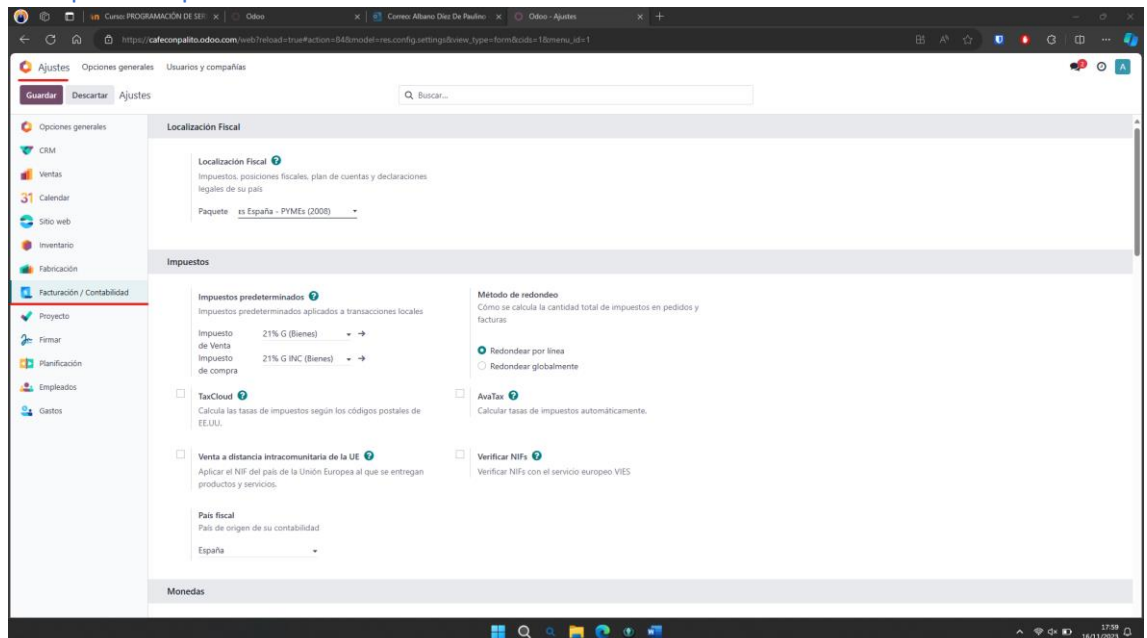 Curso: PROGRAMACIÓN DE SER
Odoo
Correo: Albano Díez De Paulino
Odoo - Ajustes
https://cafeconpalito.odoo.com/web?reload=true#action=84&model=res.config.settings&view_type=form&cids=1&menu_id=1
Ajustes Opciones generales Usuarios y compañías
2 A
Guardar Descartar Ajustes
Buscar...
Opciones generales
CRM
Ventas
31 Calendar
Sitio web
Inventario
Fabricación
Facturación / Contabilidad
Proyecto
Firmar
Planificación
Empleados
Gastos
Localización Fiscal
Localización Fiscal ?
Impuestos, posiciones fiscales, plan de cuentas y declaraciones
legales de su país
Paquete ES España - PYMEs (2008)
Impuestos
Impuestos predeterminados ?
Impuestos predeterminados aplicados a transacciones locales
Impuesto
de Venta
21% G (Bienes)
Impuesto
de compra
21% G INC (Bienes)
Método de redondeo
Cómo se calcula la cantidad total de impuestos en pedidos y
facturas
Redondear por línea
Redondear globalmente
TaxCloud ?
Calcula las tasas de impuestos según los códigos postales de
EE.UU.
AvaTax ?
Calcular tasas de impuestos automáticamente.
Venta a distancia intracomunitaria de la UE ?
Aplicar el NIF del país de la Unión Europea al que se entregan
productos y servicios.
Verificar NIFs ?
Verificar NIFs con el servicio europeo VIES
País fiscal
País de origen de su contabilidad
España
Monedas
17:59
16/11/2023